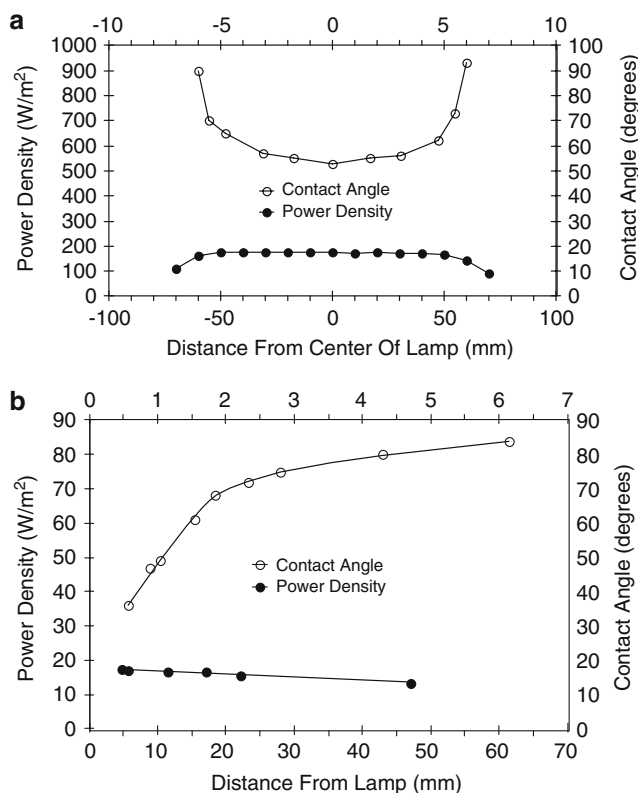 a
-10 -5 0 5 10
1000 100
900 90
800 80
700 70
600 60
500 50
400 40
300 30
200 20
100 10
0 0
Power Density (W/m²)
Contact Angle (degrees)
Contact Angle
Power Density
-100 -50 0 50 100
Distance From Center Of Lamp (mm)
b
0 1 2 3 4 5 6 7
90 90
80 80
70 70
60 60
50 50
40 40
30 30
20 20
10 10
0 0
Power Density (W/m²)
Contact Angle (degrees)
Contact Angle
Power Density
0 10 20 30 40 50 60 70
Distance From Lamp (mm)